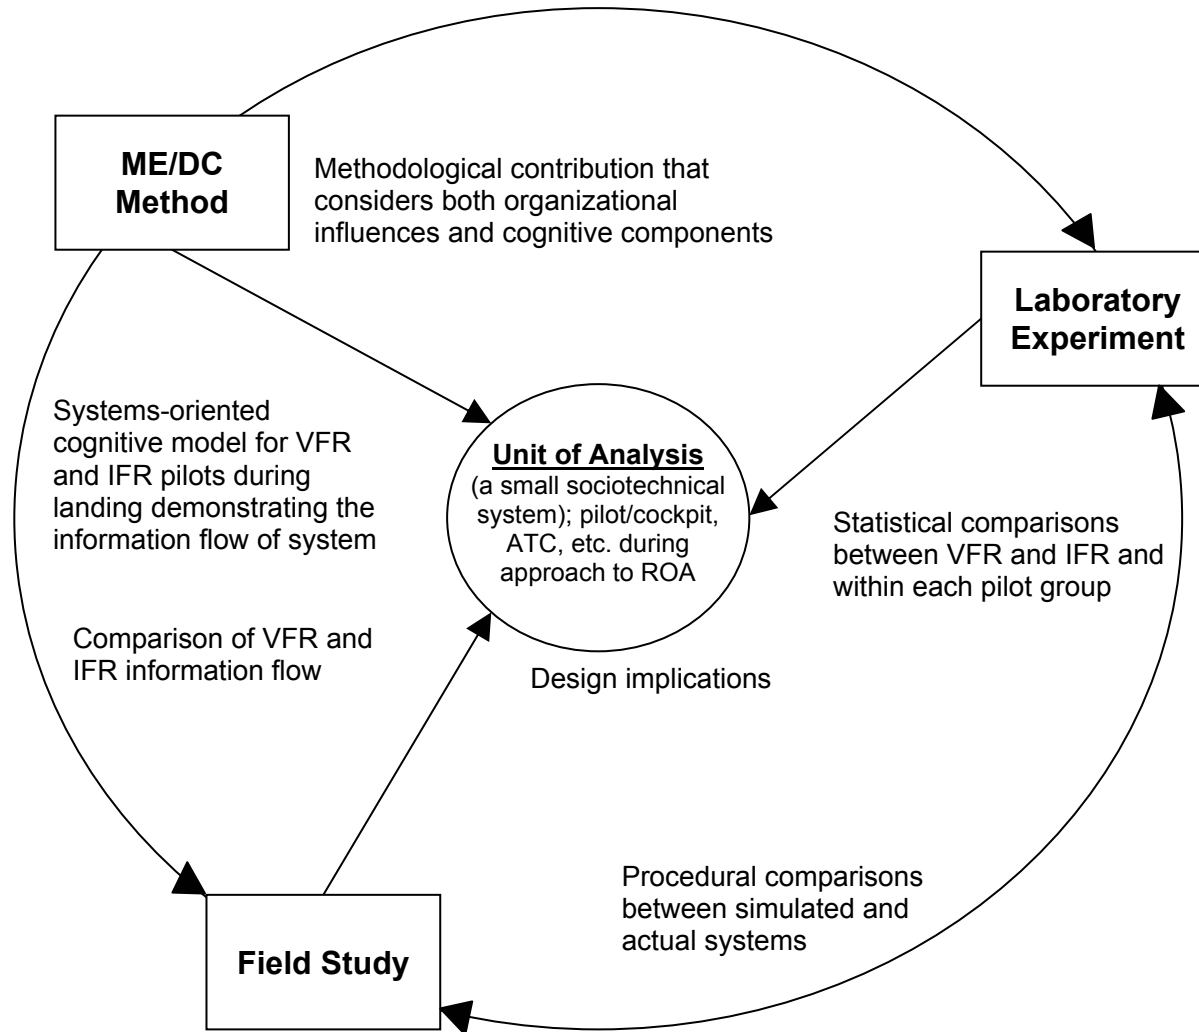 ME/DC
Method
Methodological contribution that
considers both organizational
influences and cognitive components
Laboratory
Experiment
Systems-oriented
cognitive model for VFR
and IFR pilots during
landing demonstrating the
information flow of system
Unit of Analysis
(a small sociotechnical
system); pilot/cockpit,
ATC, etc. during
approach to ROA
Statistical comparisons
between VFR and IFR and
within each pilot group
Comparison of VFR and
IFR information flow
Design implications
Procedural comparisons
between simulated and
actual systems
Field Study